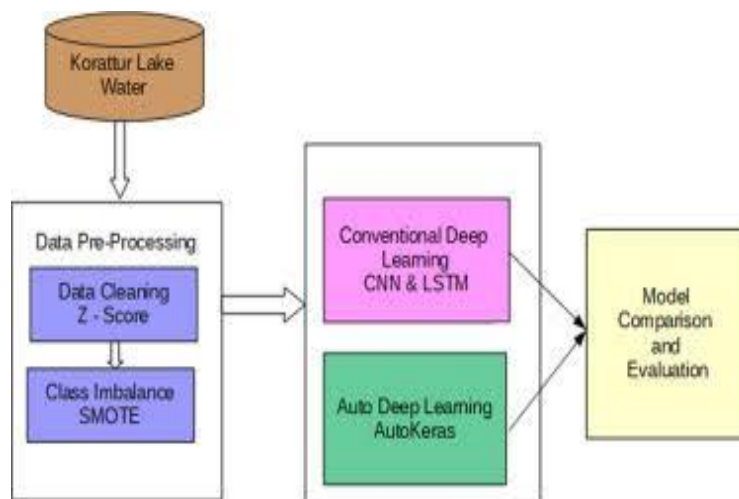 Korattur Lake
Water
Data Pre-Processing
Data Cleaning
Z - Score
Class Imbalance
SMOTE
Conventional Deep
Learning
CNN & LSTM
Auto Deep Learning
AutoKeras
Model
Comparison
and
Evaluation